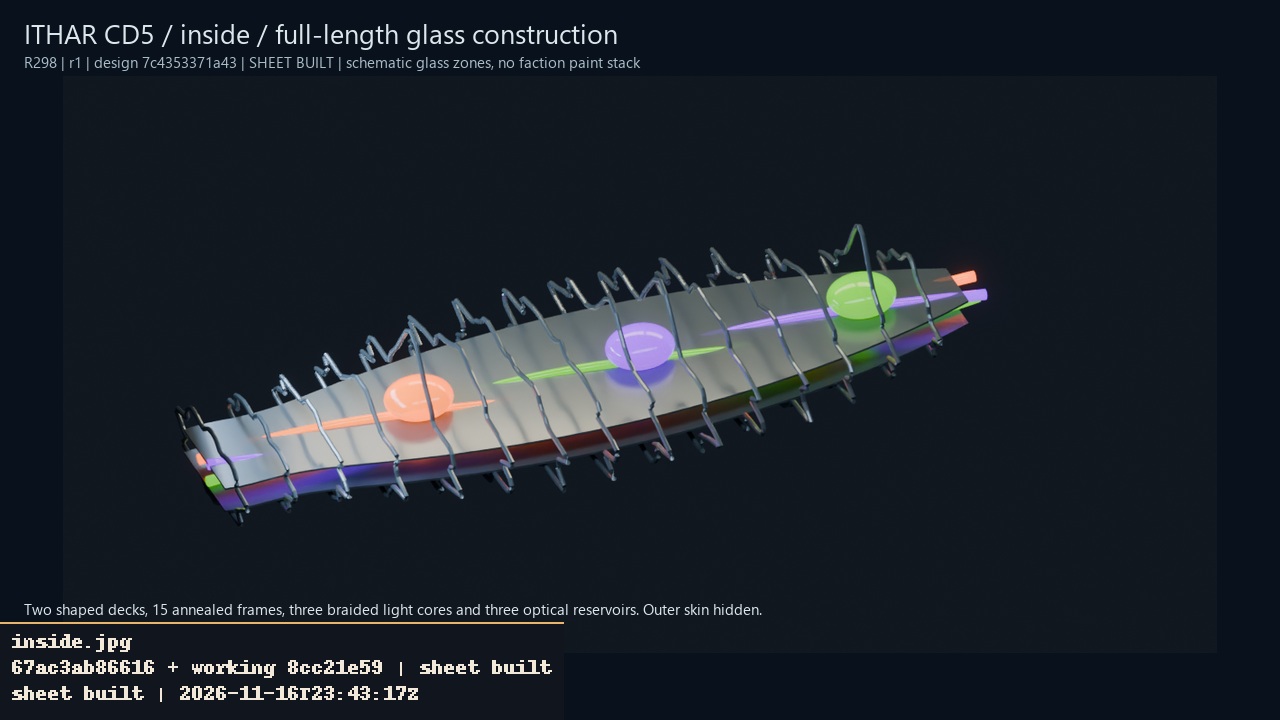 ITHAR CD5 / inside / full-length glass construction
R298 | r1 | design 7c4353371a43 | SHEET BUILT | schematic glass zones, no faction paint stack
Two shaped decks, 15 annealed frames, three braided light cores and three optical reservoirs. Outer skin hidden.
inside.jpg
67ac3ab86616 + working 8cc21e59 | sheet built
sheet built | 2026-11-16T23:43:17Z